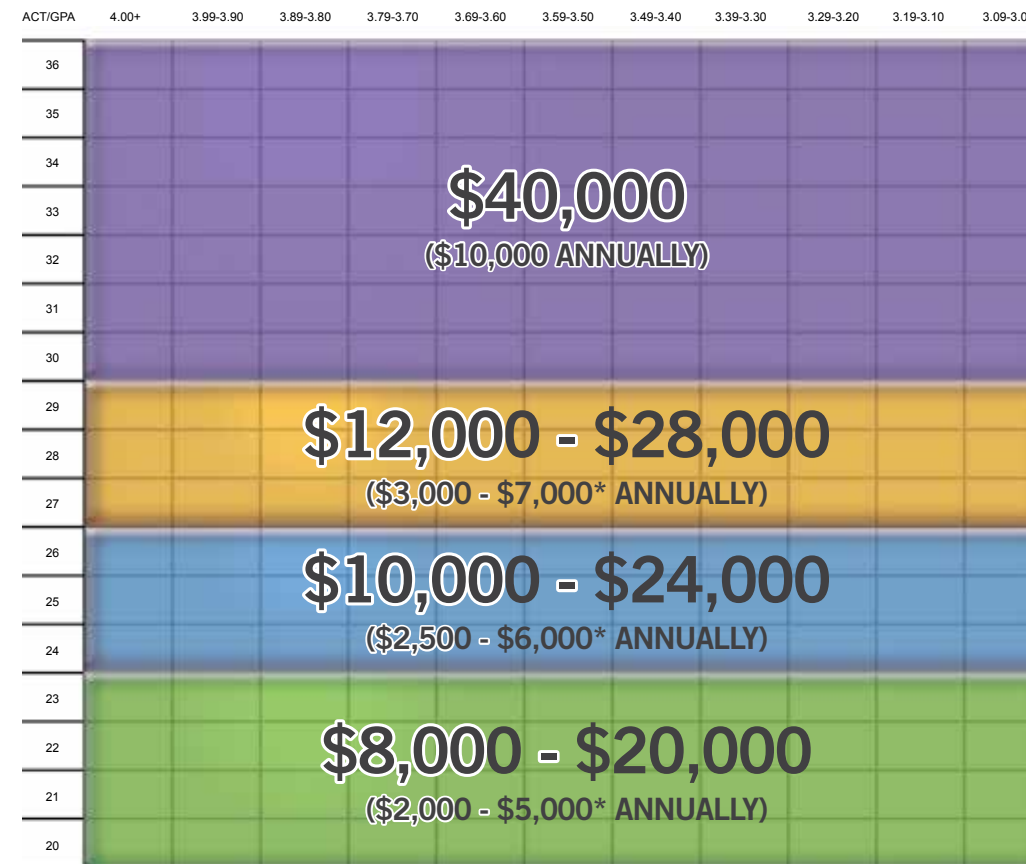 ACT/GPA 4.00+ 3.99-3.90 3.89-3.80 3.79-3.70 3.69-3.60 3.59-3.50 3.49-3.40 3.39-3.30 3.29-3.20 3.19-3.10 3.09-3.0
36
35
34
33
32
31
30
$40,000
($10,000 ANNUALLY)
29
28
27
$12,000 - $28,000
($3,000 - $7,000* ANNUALLY)
26
25
24
$10,000 - $24,000
($2,500 - $6,000* ANNUALLY)
23
22
21
20
$8,000 - $20,000
($2,000 - $5,000* ANNUALLY)